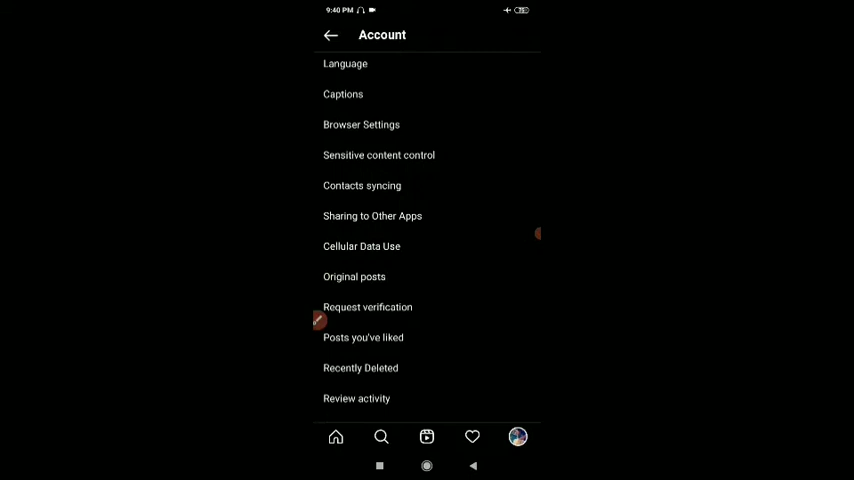 9:40 PM
Account
Language
Captions
Browser Settings
Sensitive content control
Contacts syncing
Sharing to Other Apps
Cellular Data Use
Original posts
Request verification
Posts you've liked
Recently Deleted
Review activity